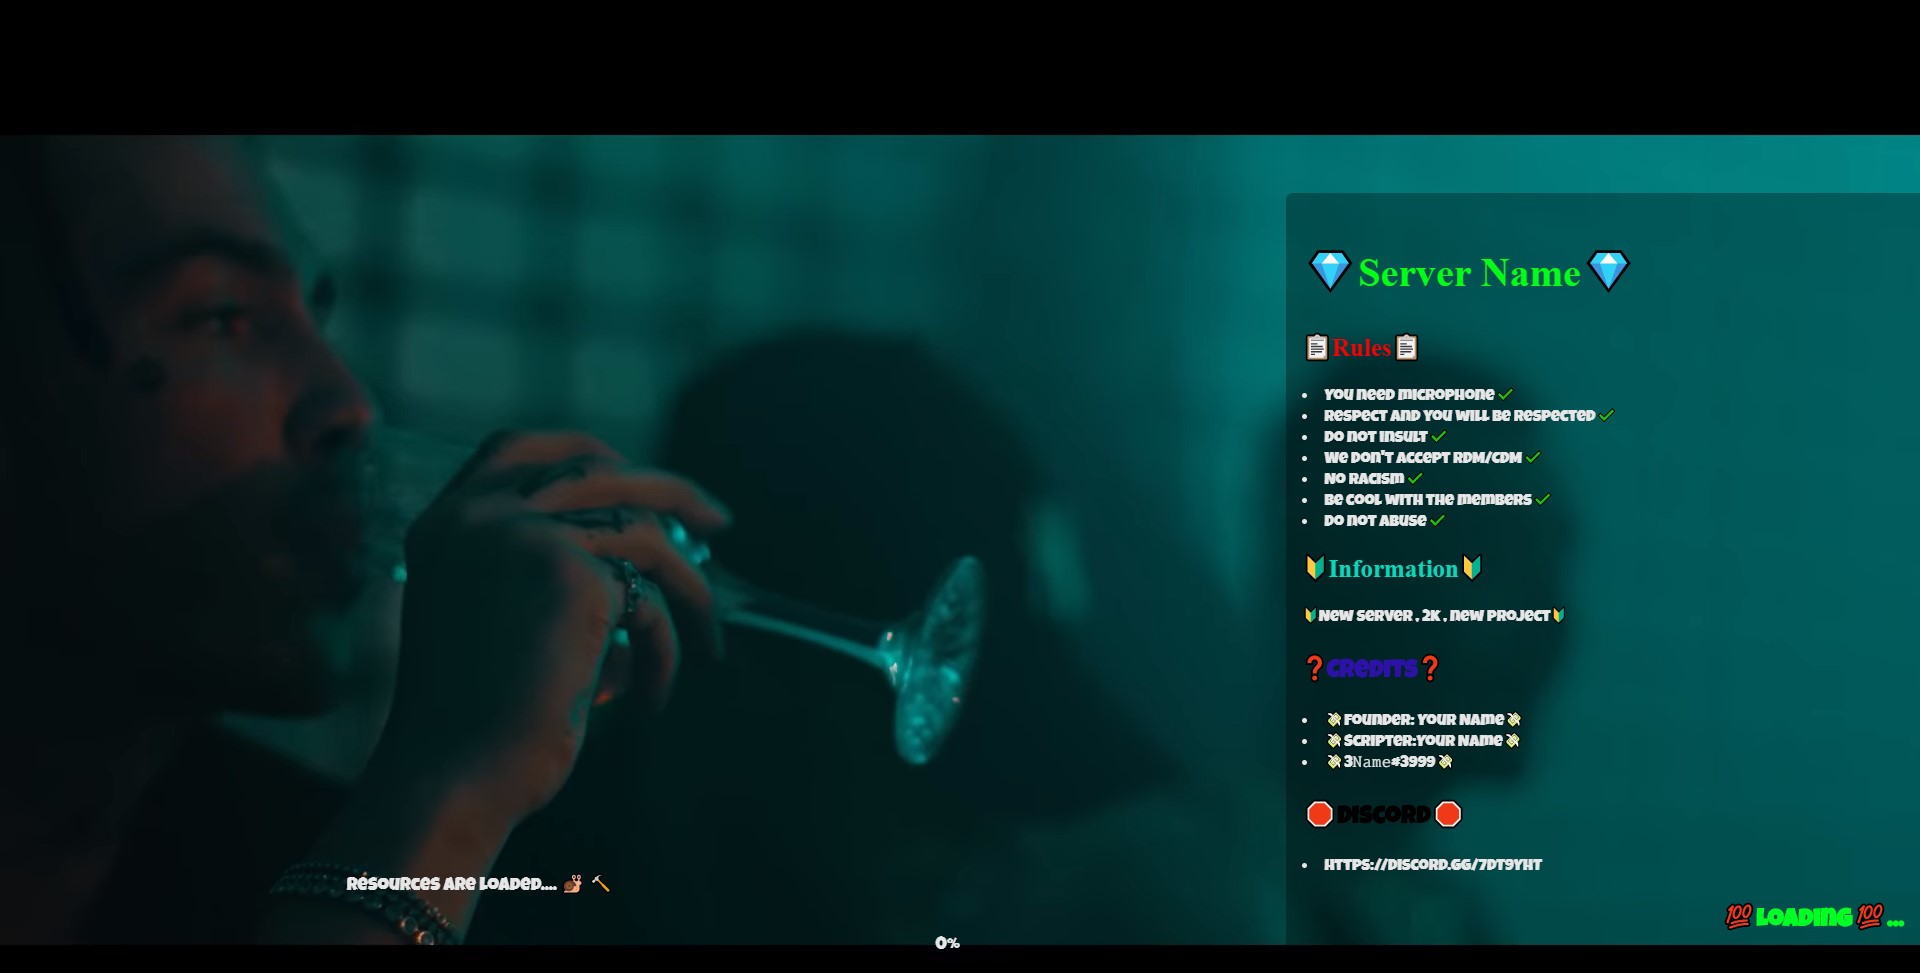 💎Server Name💎
📋Rules📋
• You need microphone ✔
• Respect and you will be respected ✔
• Do not insult ✔
• We don't accept RDM/CDM ✔
• No racism ✔
• Be cool with the members ✔
• Do not abuse ✔
🔰Information🔰
🔰New server , 2K , new project🔰
❓Credits❓
• 💸Founder: Your Name💸
• 💸Scripter:Your Name💸
• 💸3Name#3999💸
🛑Discord🛑
• https://discord.gg/7DT9YHT
Resources are loaded.... 🐌 🔨
💯Loading💯...
0%